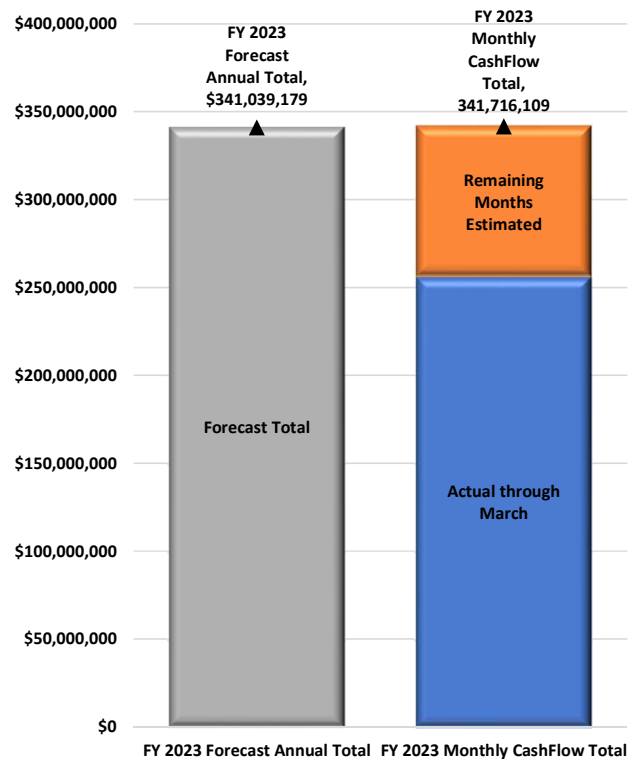 $400,000,000
$350,000,000
$300,000,000
$250,000,000
$200,000,000
$150,000,000
$100,000,000
$50,000,000
$0
FY 2023
Forecast
Annual Total,
$341,039,179
FY 2023
Monthly
CashFlow
Total,
341,716,109
Forecast Total
Remaining
Months
Estimated
Actual through
March
FY 2023 Forecast Annual Total
FY 2023 Monthly CashFlow Total